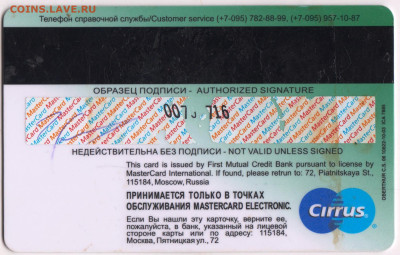 COINS.LAVE.RU
Телефон справочной службы/Customer service (+7-095) 782-88-99, (+7-095) 957-10-87
ОБРАЗЕЦ ПОДПИСИ - AUTHORIZED SIGNATURE
MasterCard MasterCard MasterCard
716
НЕДЕЙСТВИТЕЛЬНА БЕЗ ПОДПИСИ - NOT VALID UNLESS SIGNED
This card is issued by First Mutual Credit Bank pursuant to license by
MasterCard International. If found, please retrun to: 72, Piatnitskaya St.,
115184, Moscow, Russia
ПРИНИМАЕТСЯ ТОЛЬКО В ТОЧКАХ
ОБСЛУЖИВАНИЯ MASTERCARD ELECTRONIC.
Если Вы нашли эту карточку, верните ее,
пожалуйста, в банк, указанный на лицевой
стороне карты или по адресу: 115184,
Москва, Пятницкая ул., 72
Cirrus